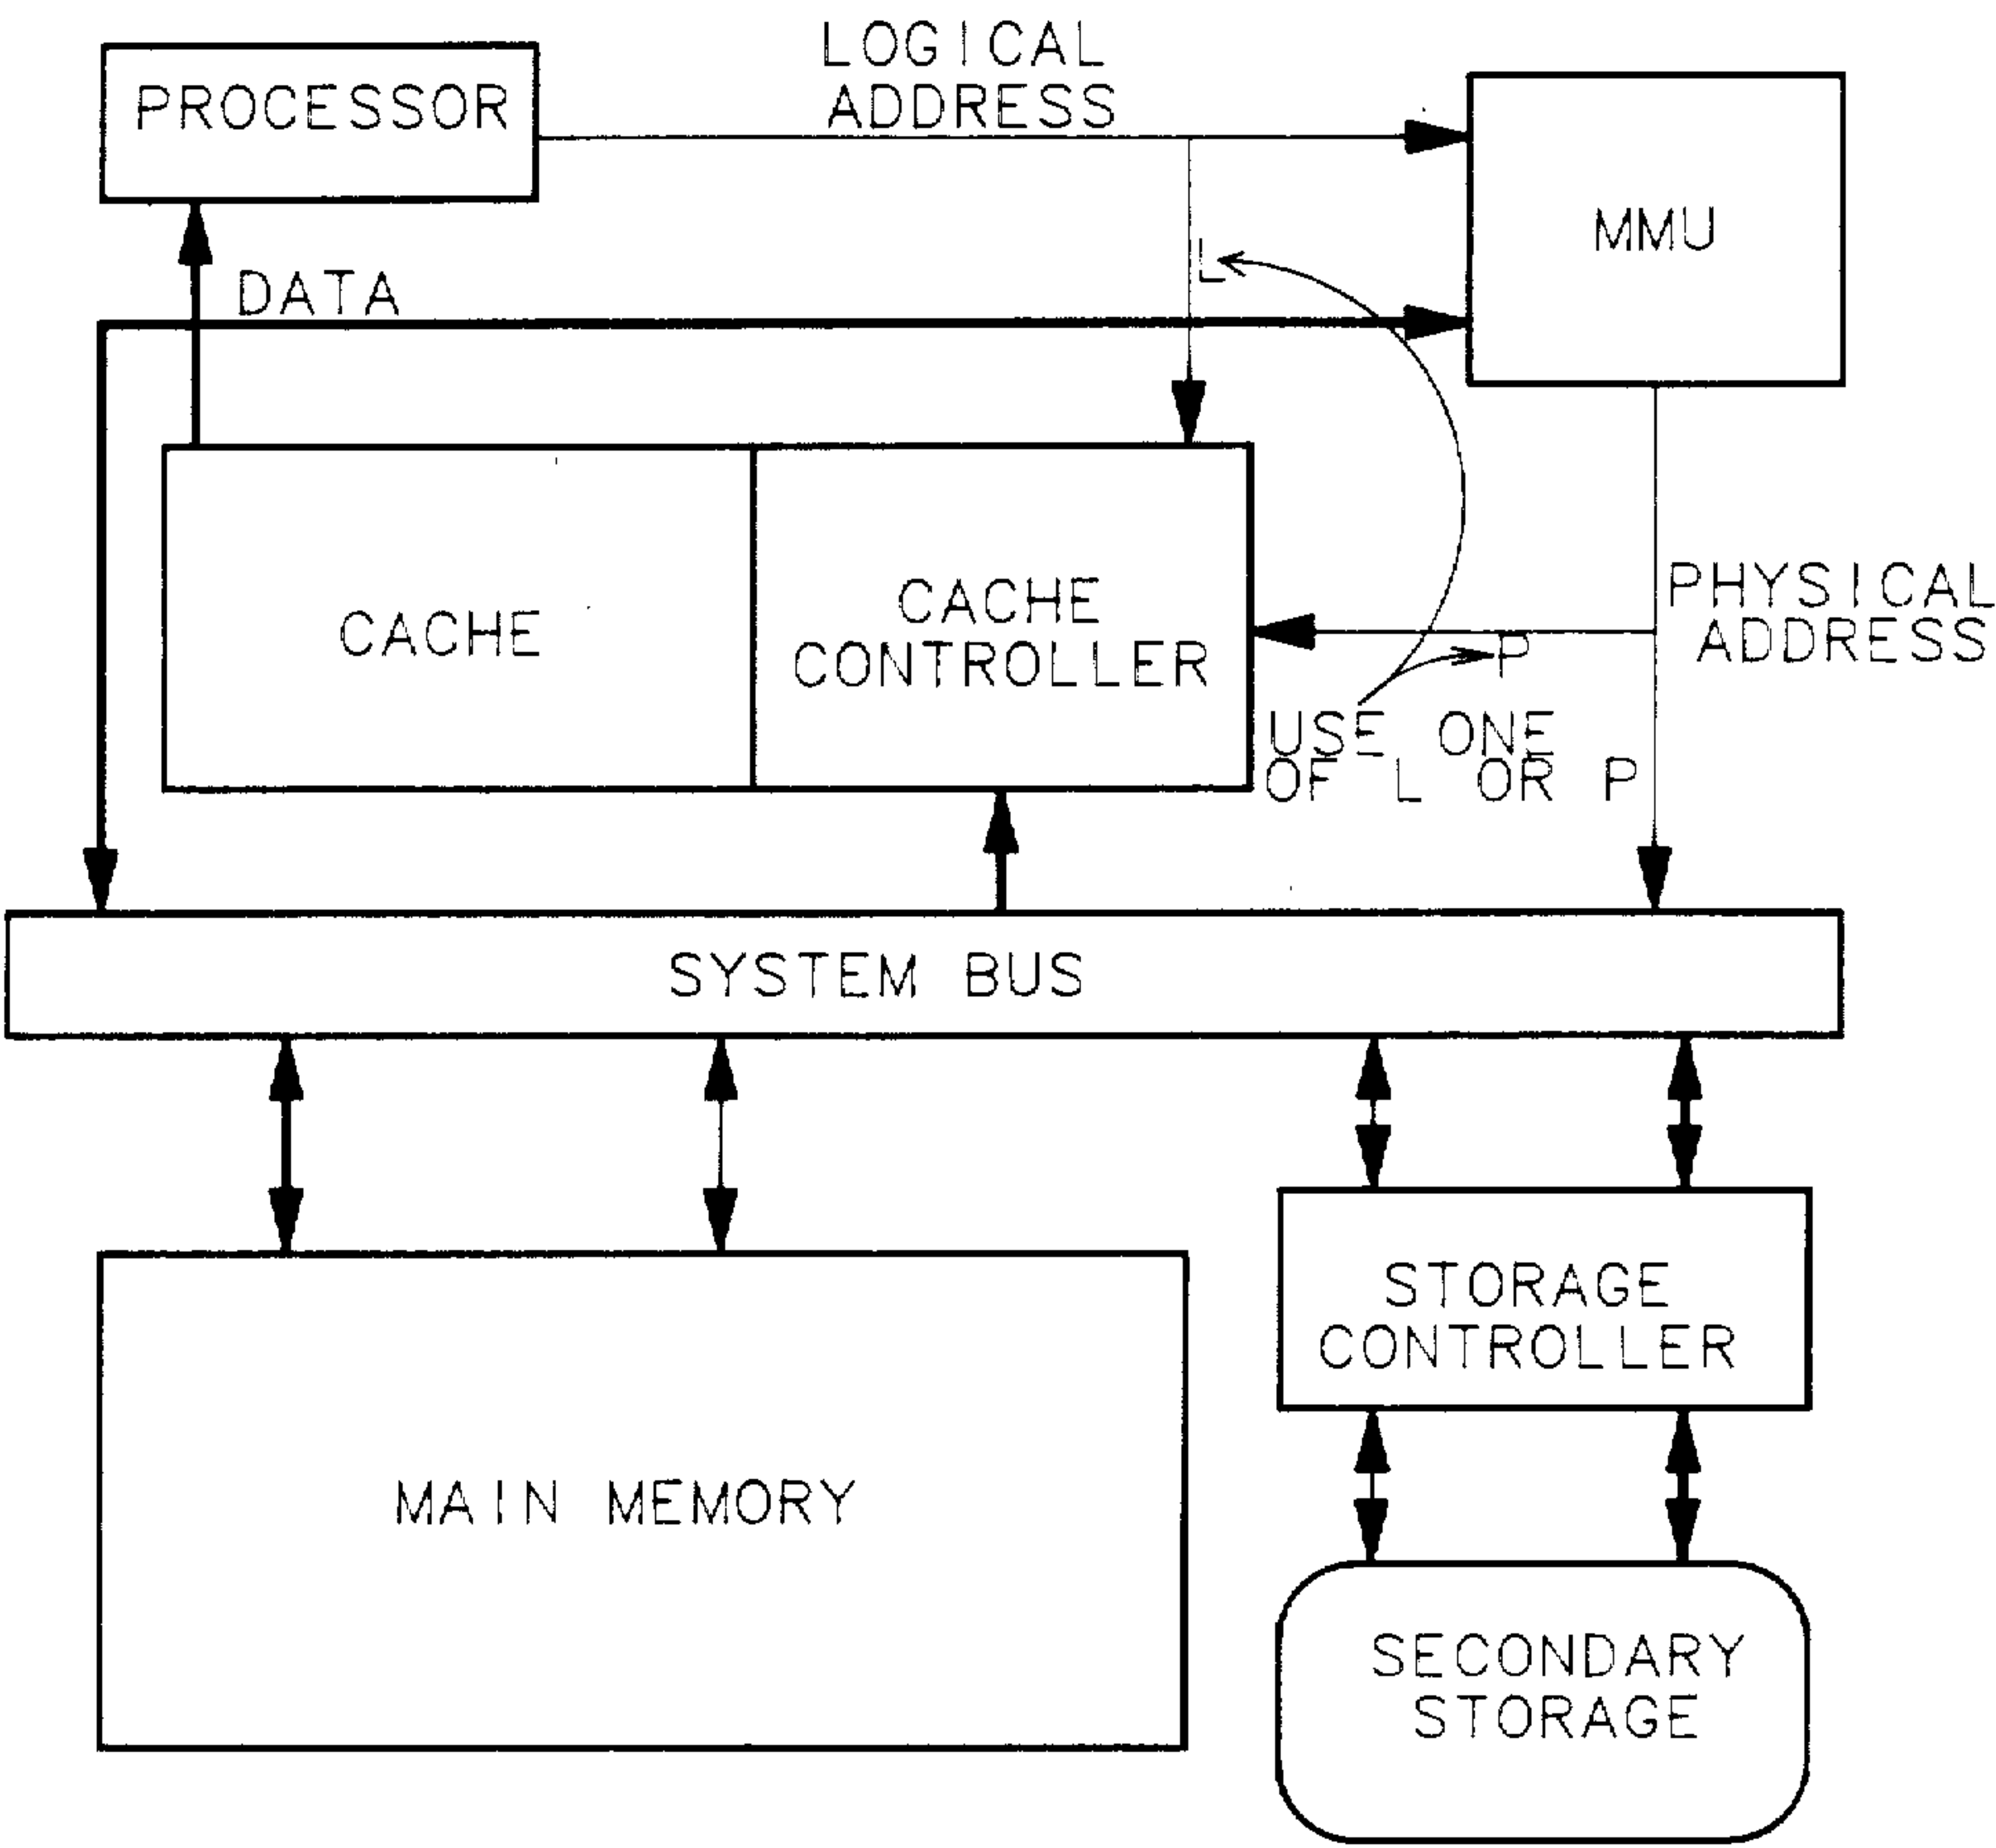 LOGICAL
ADDRESS
PROCESSOR
MMU
L
DATA
CACHE
CACHE
CONTROLLER
PHYSICAL
ADDRESS
P
USE ONE
OF L OR P
SYSTEM BUS
STORAGE
CONTROLLER
MAIN MEMORY
SECONDARY
STORAGE